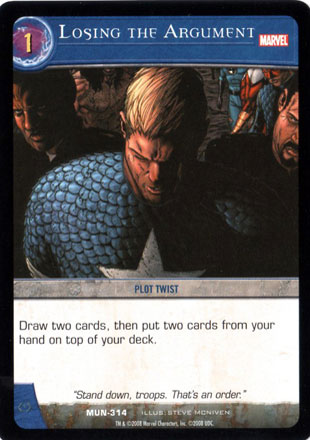 1
LOSING THE ARGUMENT
MARVEL
PLOT TWIST
Draw two cards, then put two cards from your
hand on top of your deck.
"Stand down, troops. That's an order."
MUN-314 ILLUS: STEVE MCNIVEN
TM & ©2008 Marvel Characters, Inc. ©2008 UDC.